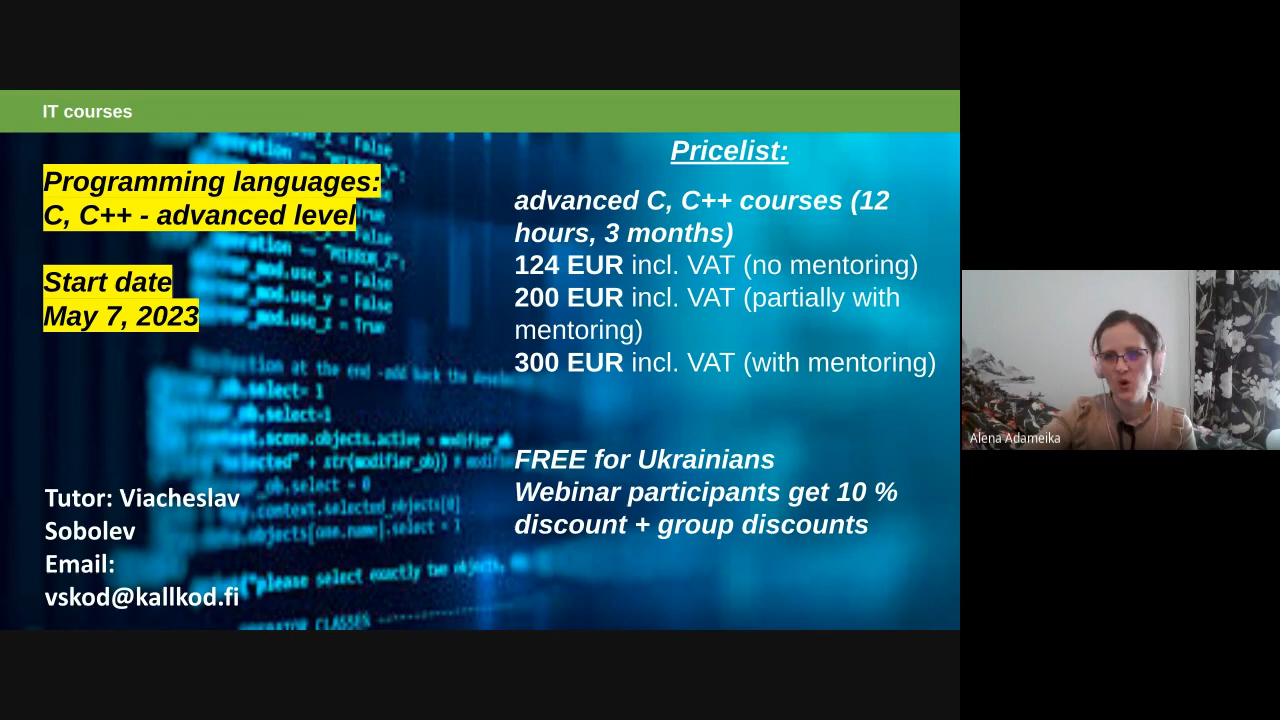 IT courses
Programming languages:
C, C++ - advanced level
Start date
May 7, 2023
Tutor: Viacheslav
Sobolev
Email:
vskod@kallkod.fi
Pricelist:
advanced C, C++ courses (12
hours, 3 months)
124 EUR incl. VAT (no mentoring)
200 EUR incl. VAT (partially with
mentoring)
300 EUR incl. VAT (with mentoring)
FREE for Ukrainians
Webinar participants get 10 %
discount + group discounts
Alena Adameika